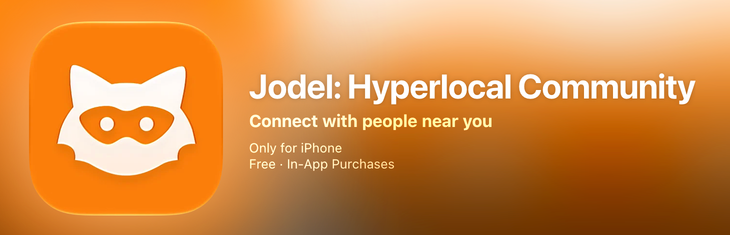 Jodel: Hyperlocal Community
Connect with people near you
Only for iPhone
Free · In-App Purchases